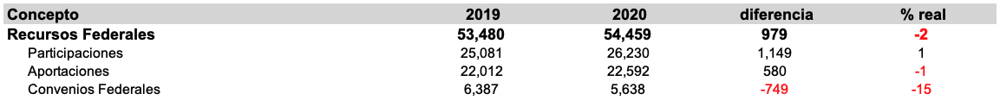 Concepto 2019 2020 diferencia % real
Recursos Federales 53,480 54,459 979 -2
Participaciones 25,081 26,230 1,149 1
Aportaciones 22,012 22,592 580 -1
Convenios Federales 6,387 5,638 -749 -15